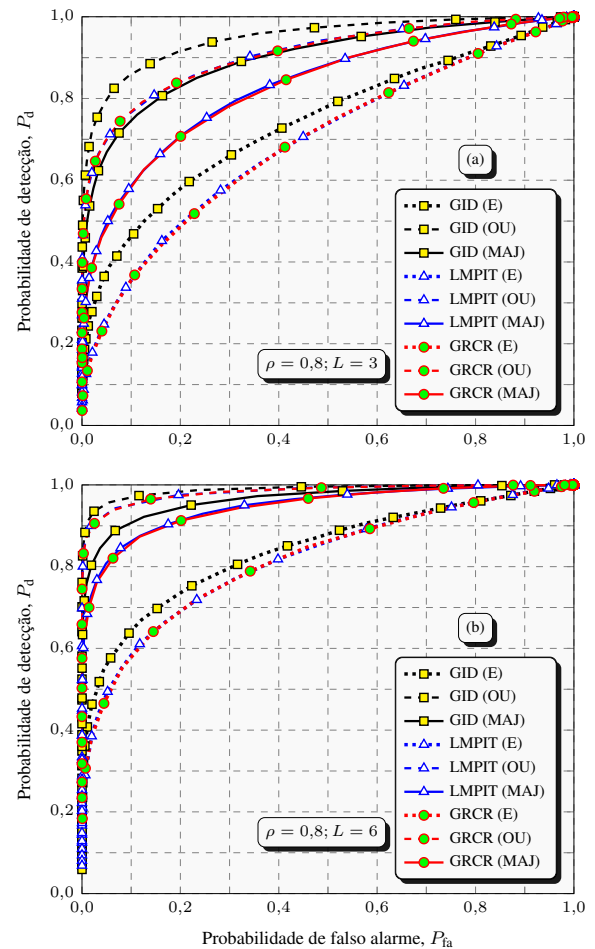 1,0
0,8
0,6
0,4
0,2
0,0
Probabilidade de detecção, P_d
(a)
GID (E)
GID (OU)
GID (MAJ)
LMPIT (E)
LMPIT (OU)
LMPIT (MAJ)
GRCR (E)
GRCR (OU)
GRCR (MAJ)
ρ = 0,8; L = 3
0,0 0,2 0,4 0,6 0,8 1,0
1,0
0,8
0,6
0,4
0,2
0,0
Probabilidade de detecção, P_d
(b)
GID (E)
GID (OU)
GID (MAJ)
LMPIT (E)
LMPIT (OU)
LMPIT (MAJ)
GRCR (E)
GRCR (OU)
GRCR (MAJ)
ρ = 0,8; L = 6
0,0 0,2 0,4 0,6 0,8 1,0
Probabilidade de falso alarme, P_fa